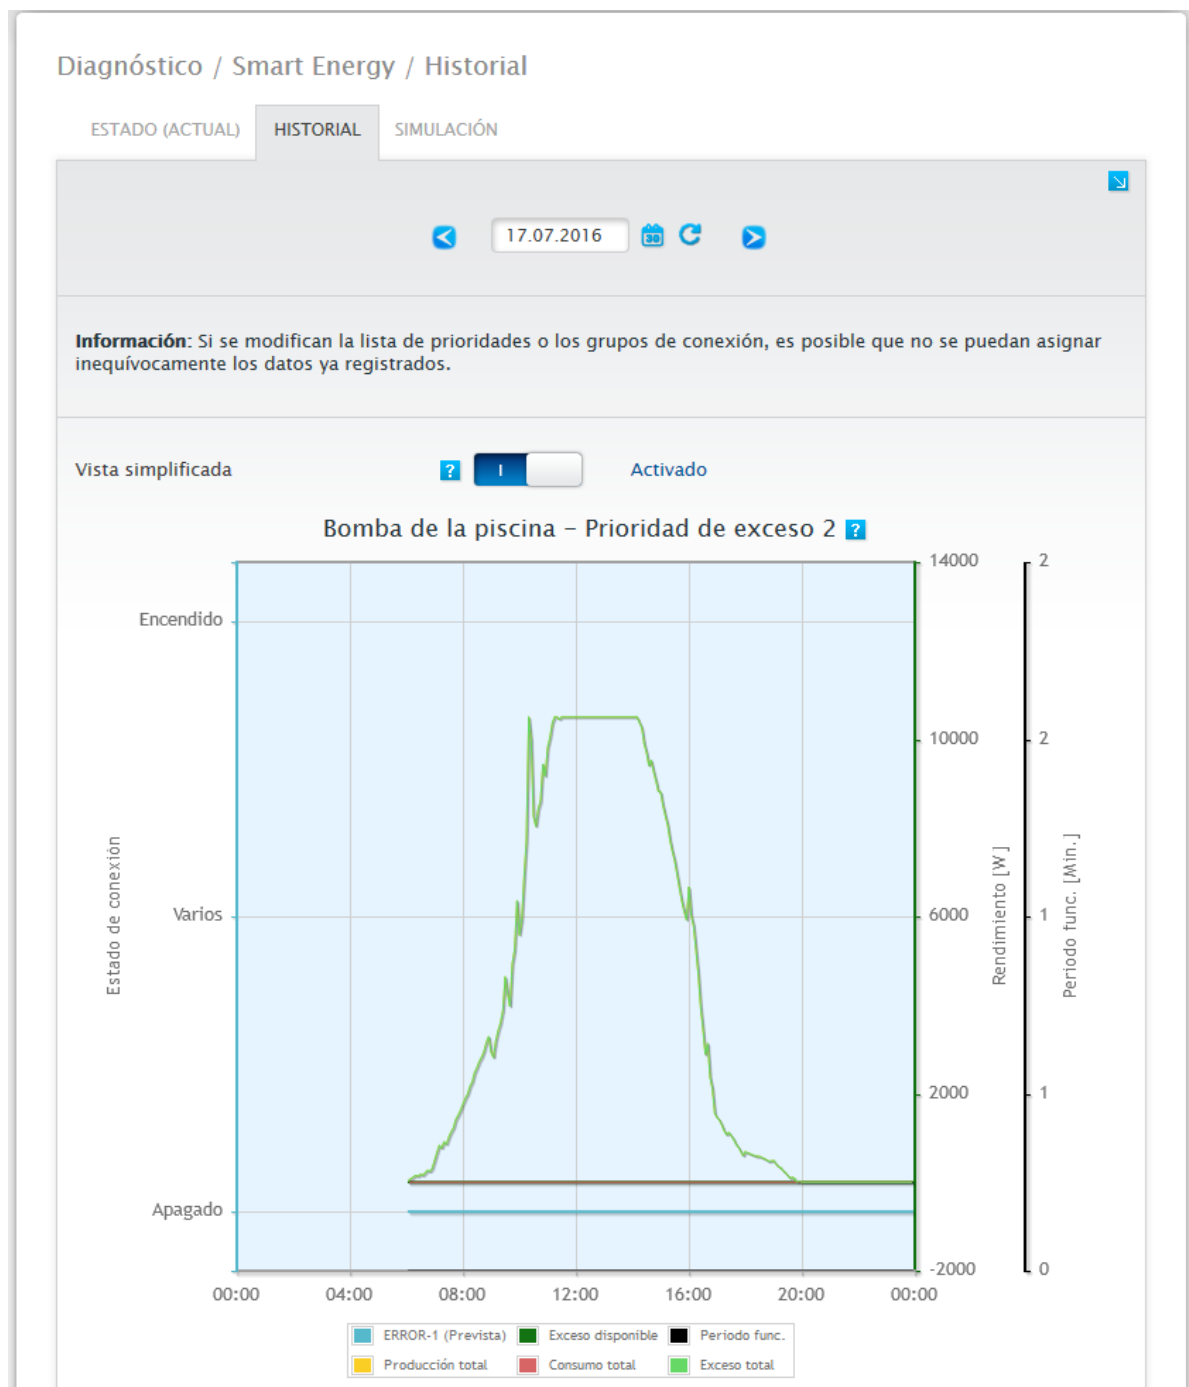 Diagnóstico / Smart Energy / Historial
ESTADO (ACTUAL) HISTORIAL SIMULACIÓN
17.07.2016 30
Información: Si se modifican la lista de prioridades o los grupos de conexión, es posible que no se puedan asignar
inequívocamente los datos ya registrados.
Vista simplificada ? I Activado
Bomba de la piscina – Prioridad de exceso 2 ?
Encendido
Varios
Apagado
Estado de conexión
14000
10000
6000
2000
-2000
Rendimiento [W]
2
2
1
1
0
Periodo func. [Min.]
00:00 04:00 08:00 12:00 16:00 20:00 00:00
ERROR-1 (Prevista) Exceso disponible Periodo func.
Producción total Consumo total Exceso total